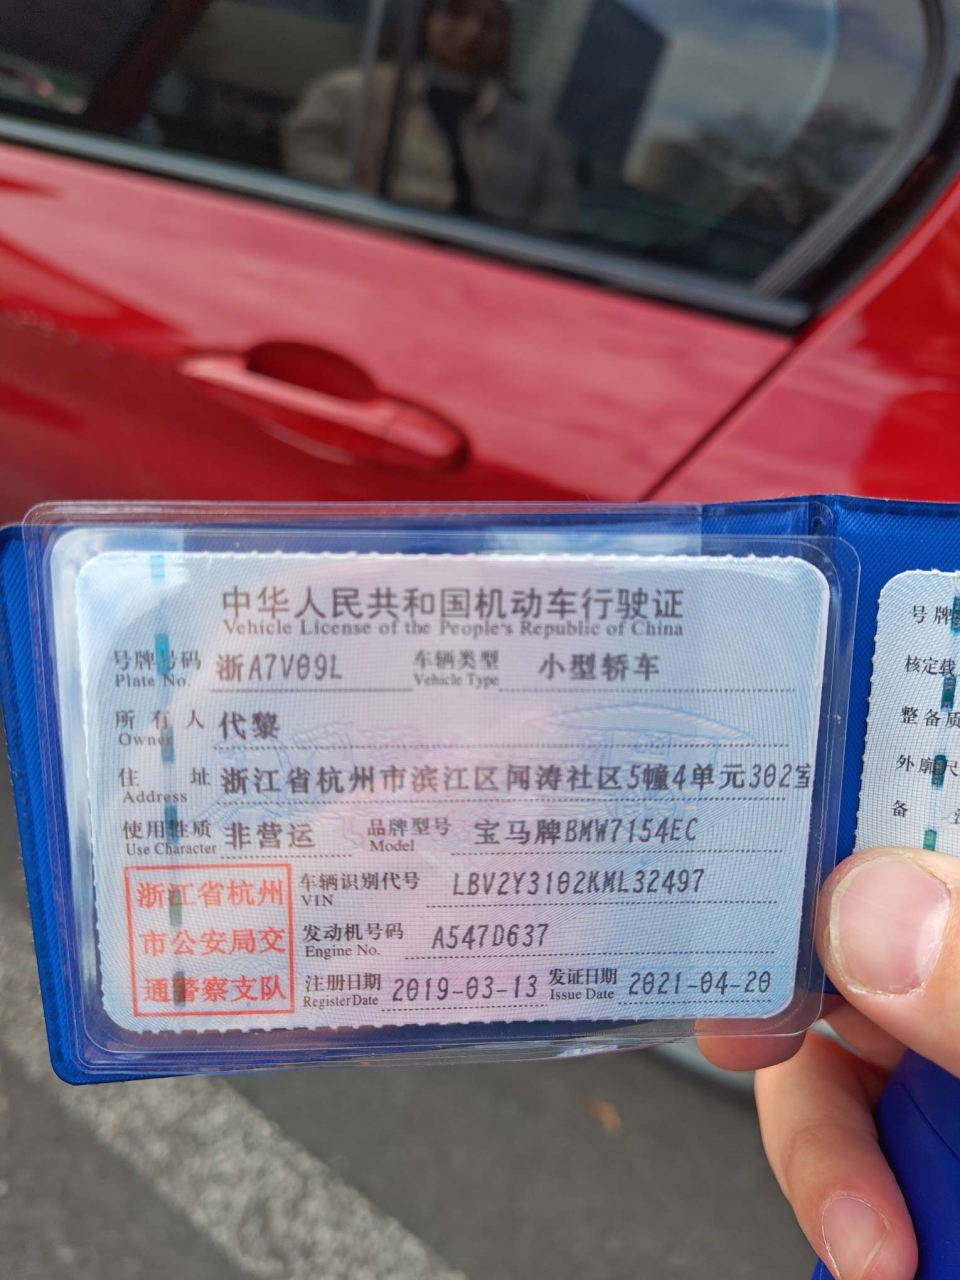 中华人民共和国机动车行驶证
Vehicle License of the People's Republic of China
号牌号码 浙A7V09L 车辆类型 小型轿车
Plate No. Vehicle Type
所有人 代黎
Owner
住址 浙江省杭州市滨江区闻涛社区5幢4单元302室
Address
使用性质 非营运 品牌型号 宝马牌BMW7154EC
Use Character Model
浙江省杭州
市公安局交
通警察支队
车辆识别代号 LBV2Y3102KML32497
VIN
发动机号码 A547D637
Engine No.
注册日期 2019-03-13 发证日期 2021-04-20
Register Date Issue Date
号牌
核定载
整备质
外廓尺
备